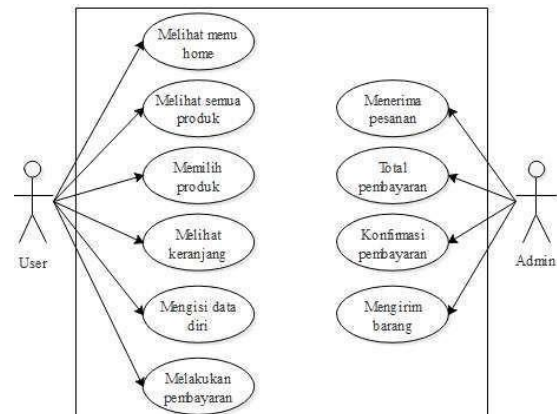 Melihat menu
home
Melihat semua
produk
Memilih
produk
Melihat
keranjang
Mengisi data
diri
Melakukan
pembayaran
User
Menerima
pesanan
Total
pembayaran
Konfirmasi
pembayaran
Mengirim
barang
Admin